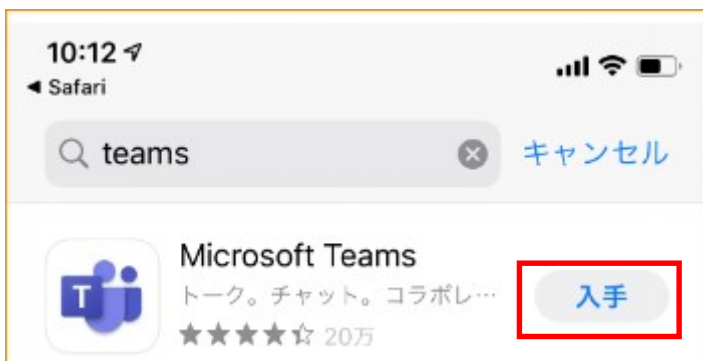 10:12
◀ Safari
teams キャンセル
Microsoft Teams
T
トーク。チャット。コラボレ… 入手
★★★★☆ 20万